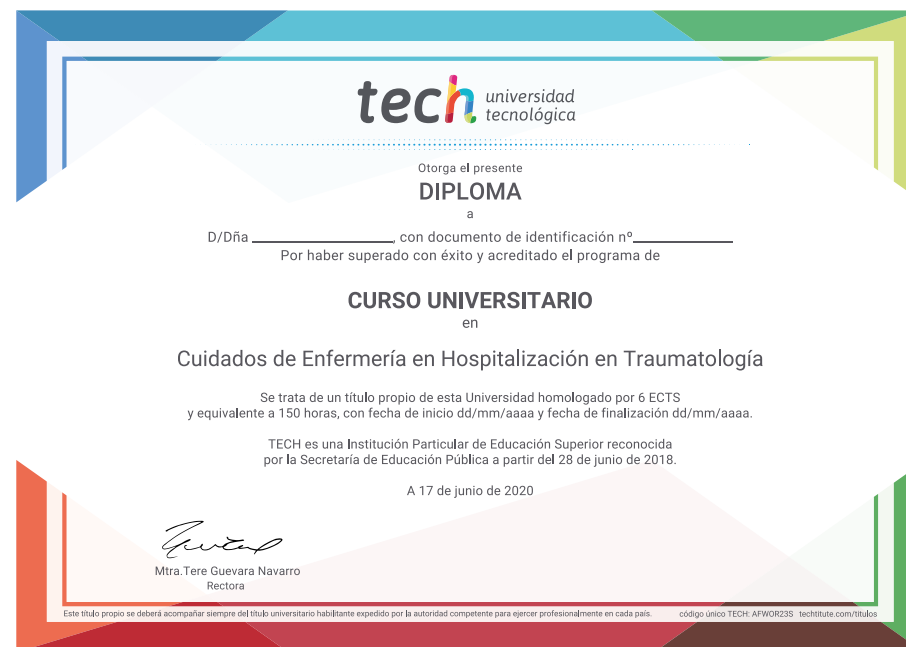 tech universidad
tecnológica
Otorga el presente
DIPLOMA
a
D/Dña ____________________, con documento de identificación nº______________
Por haber superado con éxito y acreditado el programa de
CURSO UNIVERSITARIO
en
Cuidados de Enfermería en Hospitalización en Traumatología
Se trata de un título propio de esta Universidad homologado por 6 ECTS
y equivalente a 150 horas, con fecha de inicio dd/mm/aaaa y fecha de finalización dd/mm/aaaa.
TECH es una Institución Particular de Educación Superior reconocida
por la Secretaría de Educación Pública a partir del 28 de junio de 2018.
A 17 de junio de 2020
Mtra.Tere Guevara Navarro
Rectora
Este título propio se deberá acompañar siempre del título universitario habilitante expedido por la autoridad competente para ejercer profesionalmente en cada país. código único TECH: AFWOR23S techtitute.com/titulos